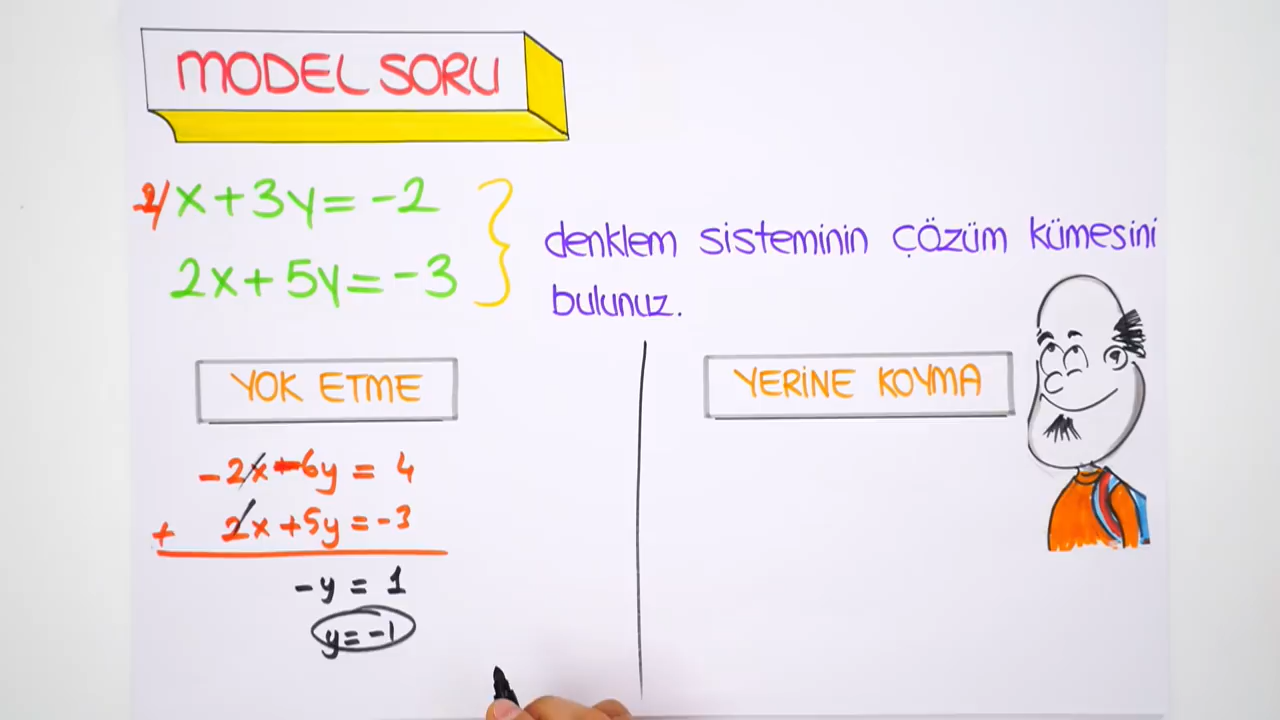 MODEL SORU
2/ x+3y=-2
2x+5y=-3
denklem sisteminin çözüm kümesini
bulunuz.
YOK ETME
-2x-6y = 4
+ 2x+5y=-3
-y = 1
y=-1
YERİNE KOYMA